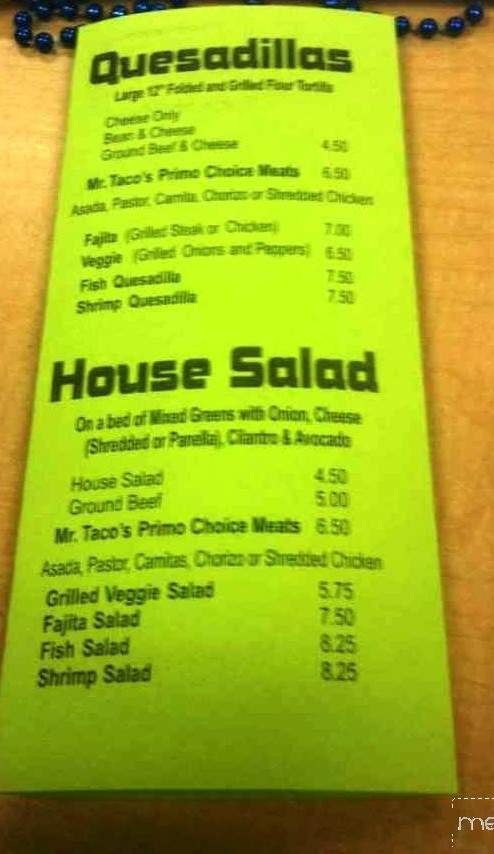 Quesadillas
Large 12" Folded and Grilled Flour Tortilla
Cheese Only
Bean & Cheese
Ground Beef & Cheese 4.50
Mr. Taco's Primo Choice Meats 6.50
Asada, Pastor, Carnita, Chorizo or Shredded Chicken
Fajita (Grilled Steak or Chicken) 7.00
Veggie (Grilled Onions and Peppers) 6.50
Fish Quesadilla 7.50
Shrimp Quesadilla 7.50
House Salad
On a bed of Mixed Greens with Onion, Cheese
(Shredded or Panella), Cilantro & Avocado
House Salad 4.50
Ground Beef 5.00
Mr. Taco's Primo Choice Meats 6.50
Asada, Pastor, Carnitas, Chorizo or Shredded Chicken
Grilled Veggie Salad 5.75
Fajita Salad 7.50
Fish Salad 8.25
Shrimp Salad 8.25